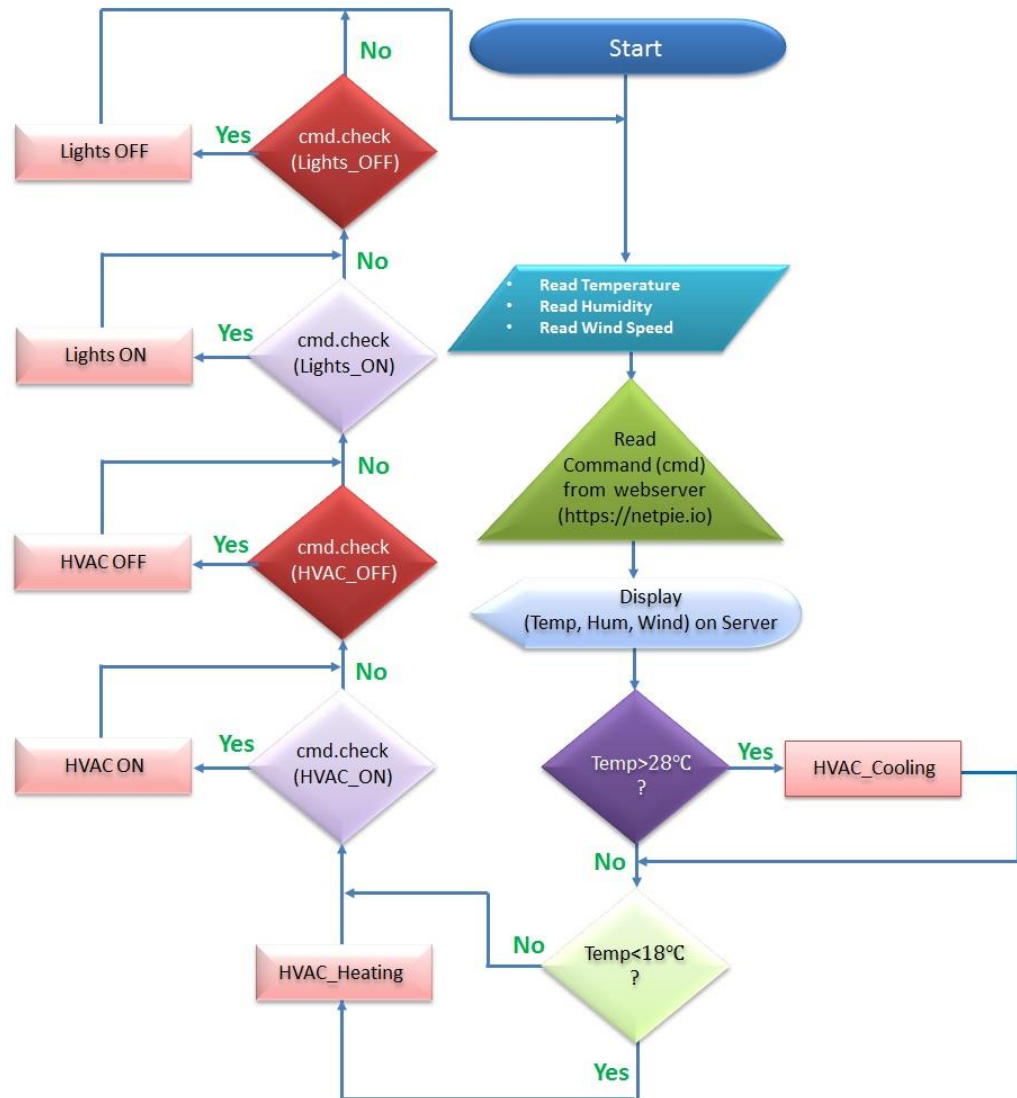 Start
• Read Temperature
• Read Humidity
• Read Wind Speed
Read
Command (cmd)
from webserver
(https://netpie.io)
Display
(Temp, Hum, Wind) on Server
Temp>28℃
?
Yes
HVAC_Cooling
No
Temp<18℃
?
No
Yes
HVAC_Heating
cmd.check
(HVAC_ON)
Yes
HVAC ON
No
cmd.check
(HVAC_OFF)
Yes
HVAC OFF
No
cmd.check
(Lights_ON)
Yes
Lights ON
No
cmd.check
(Lights_OFF)
Yes
Lights OFF
No